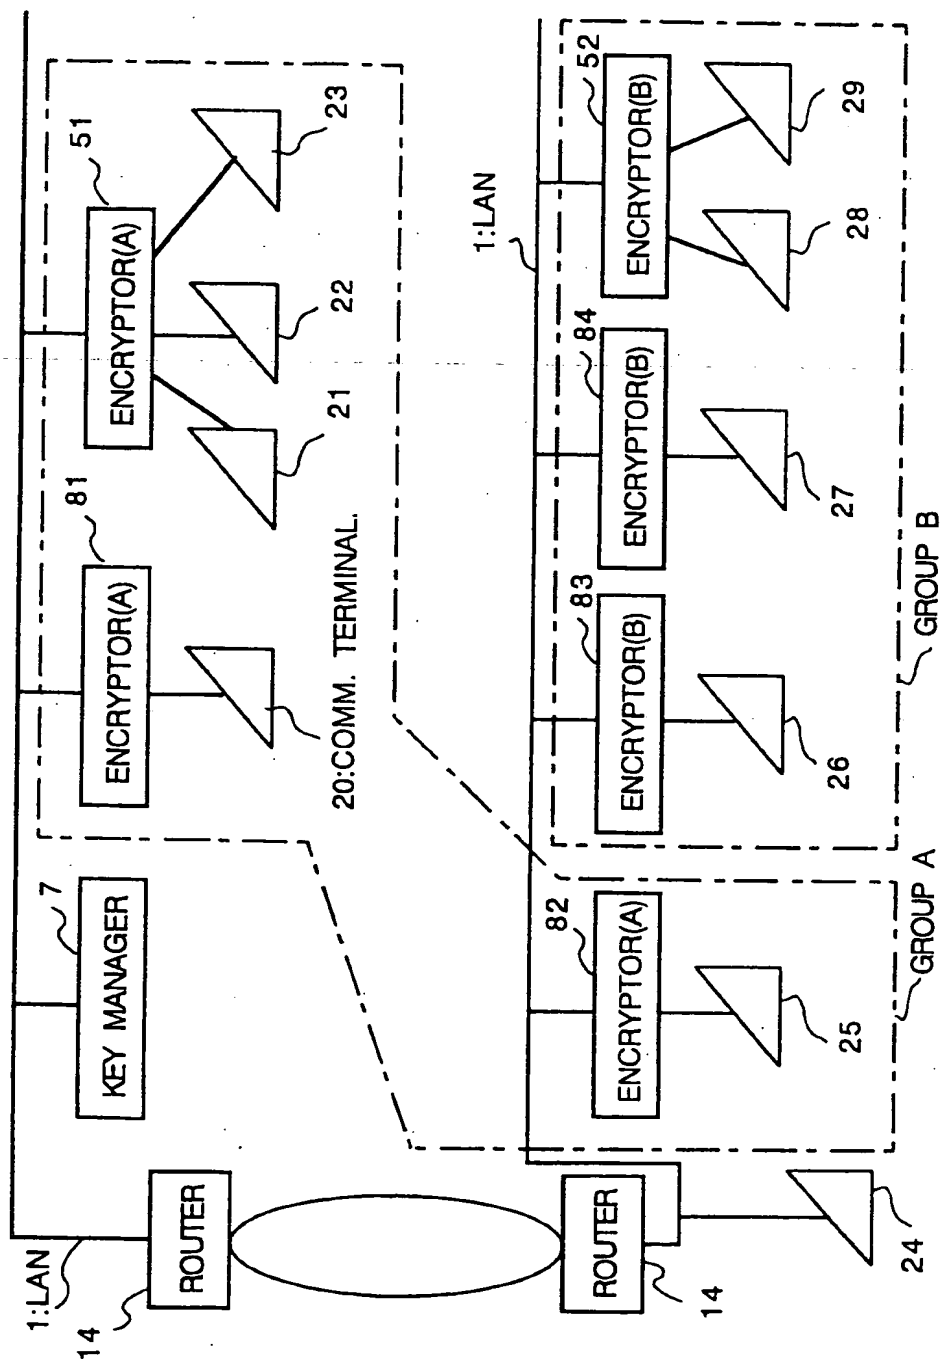 1:LAN
14
ROUTER
7
KEY MANAGER
81
ENCRYPTOR(A)
20:COMM. TERMINAL.
51
ENCRYPTOR(A)
21
22
23
14
ROUTER
24
82
ENCRYPTOR(A)
25
GROUP A
1:LAN
83
ENCRYPTOR(B)
26
84
ENCRYPTOR(B)
27
52
ENCRYPTOR(B)
28
29
GROUP B